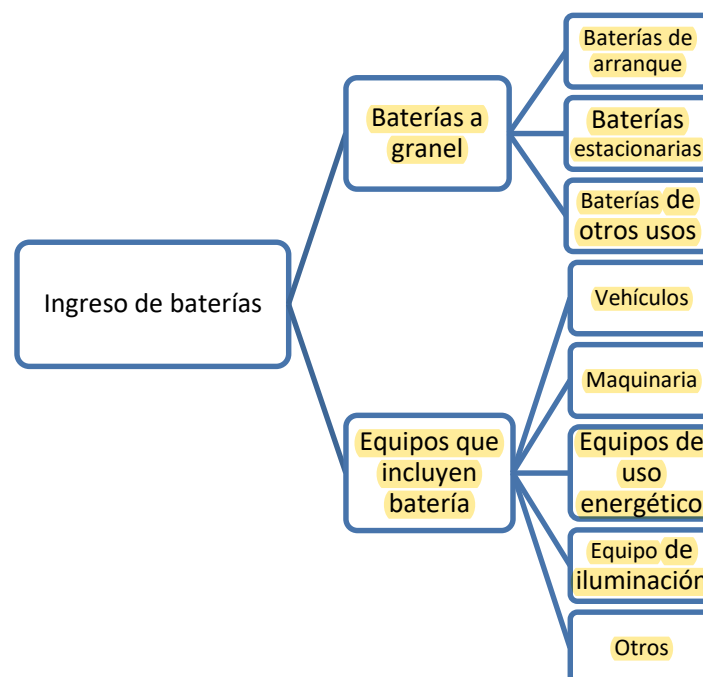 Baterías de
arranque
Baterías a
granel
Baterías
estacionarias
Baterías de
otros usos
Ingreso de baterías
Vehículos
Maquinaria
Equipos que
incluyen
batería
Equipos de
uso
energético
Equipo de
iluminación
Otros